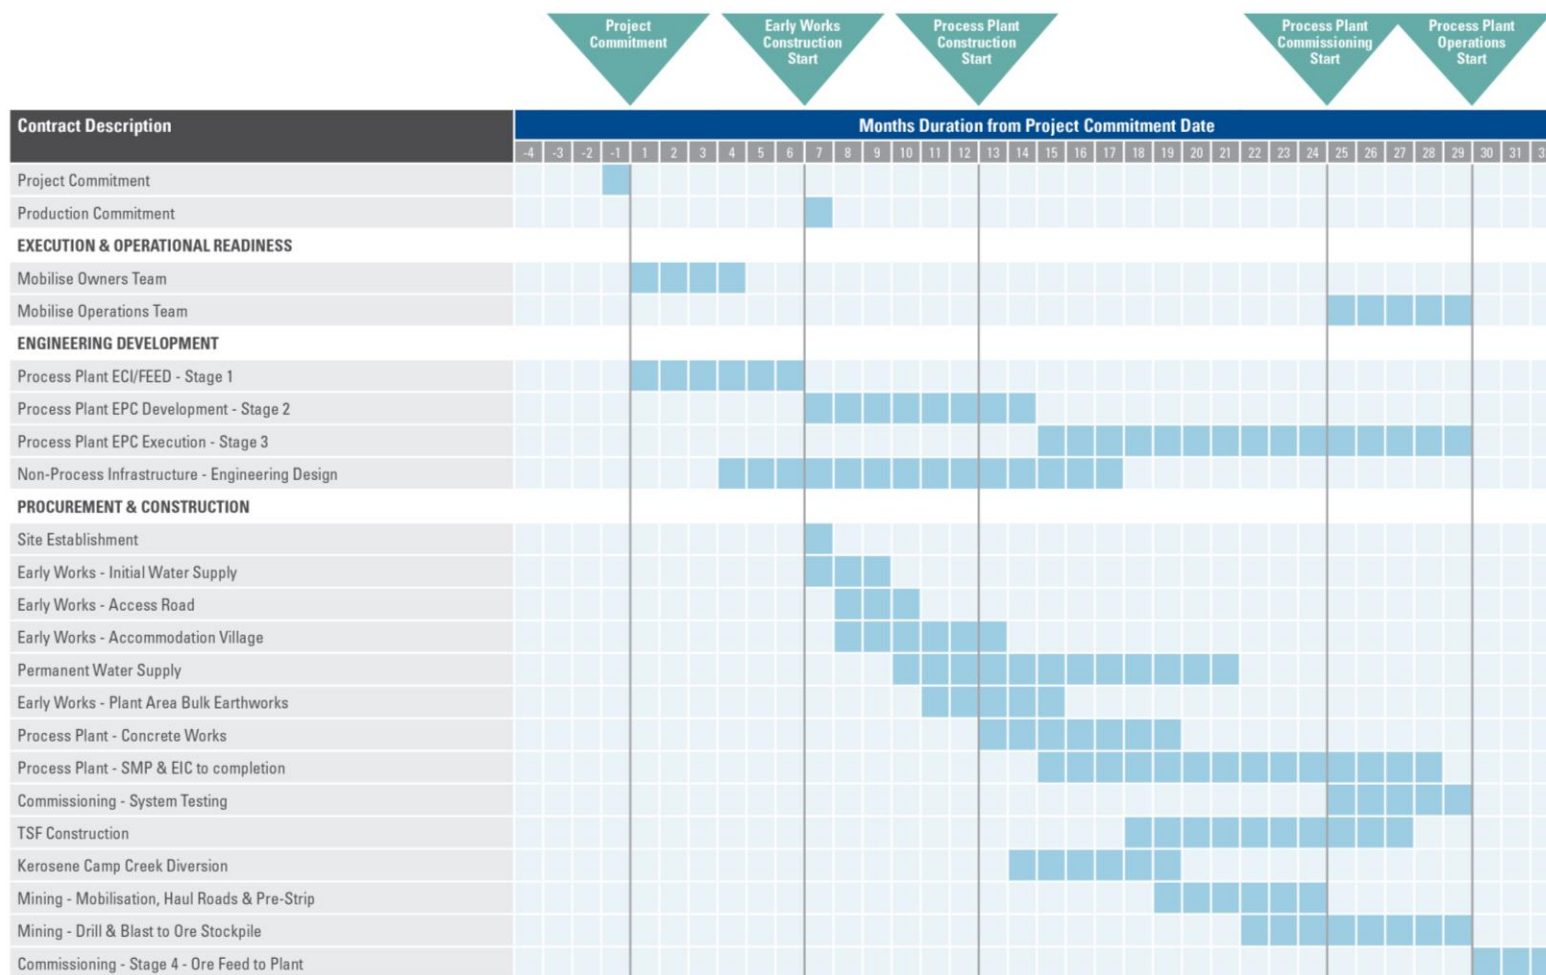 Project
Commitment
Early Works
Construction
Start
Process Plant
Construction
Start
Process Plant
Commissioning
Start
Process Plant
Operations
Start
Contract Description
Months Duration from Project Commitment Date
-4 -3 -2 -1 1 2 3 4 5 6 7 8 9 10 11 12 13 14 15 16 17 18 19 20 21 22 23 24 25 26 27 28 29 30 31
Project Commitment
Production Commitment
EXECUTION & OPERATIONAL READINESS
Mobilise Owners Team
Mobilise Operations Team
ENGINEERING DEVELOPMENT
Process Plant ECI/FEED - Stage 1
Process Plant EPC Development - Stage 2
Process Plant EPC Execution - Stage 3
Non-Process Infrastructure - Engineering Design
PROCUREMENT & CONSTRUCTION
Site Establishment
Early Works - Initial Water Supply
Early Works - Access Road
Early Works - Accommodation Village
Permanent Water Supply
Early Works - Plant Area Bulk Earthworks
Process Plant - Concrete Works
Process Plant - SMP & EIC to completion
Commissioning - System Testing
TSF Construction
Kerosene Camp Creek Diversion
Mining - Mobilisation, Haul Roads & Pre-Strip
Mining - Drill & Blast to Ore Stockpile
Commissioning - Stage 4 - Ore Feed to Plant